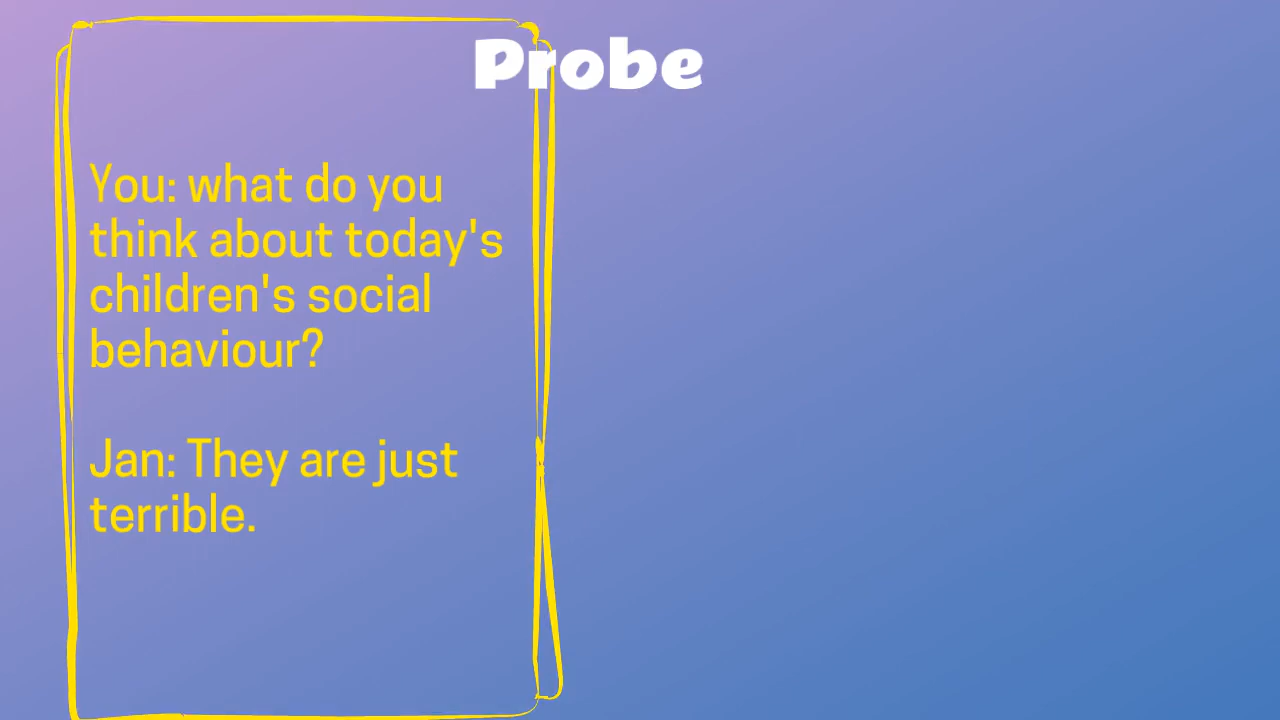 Probe
You: what do you
think about today's
children's social
behaviour?
Jan: They are just
terrible.